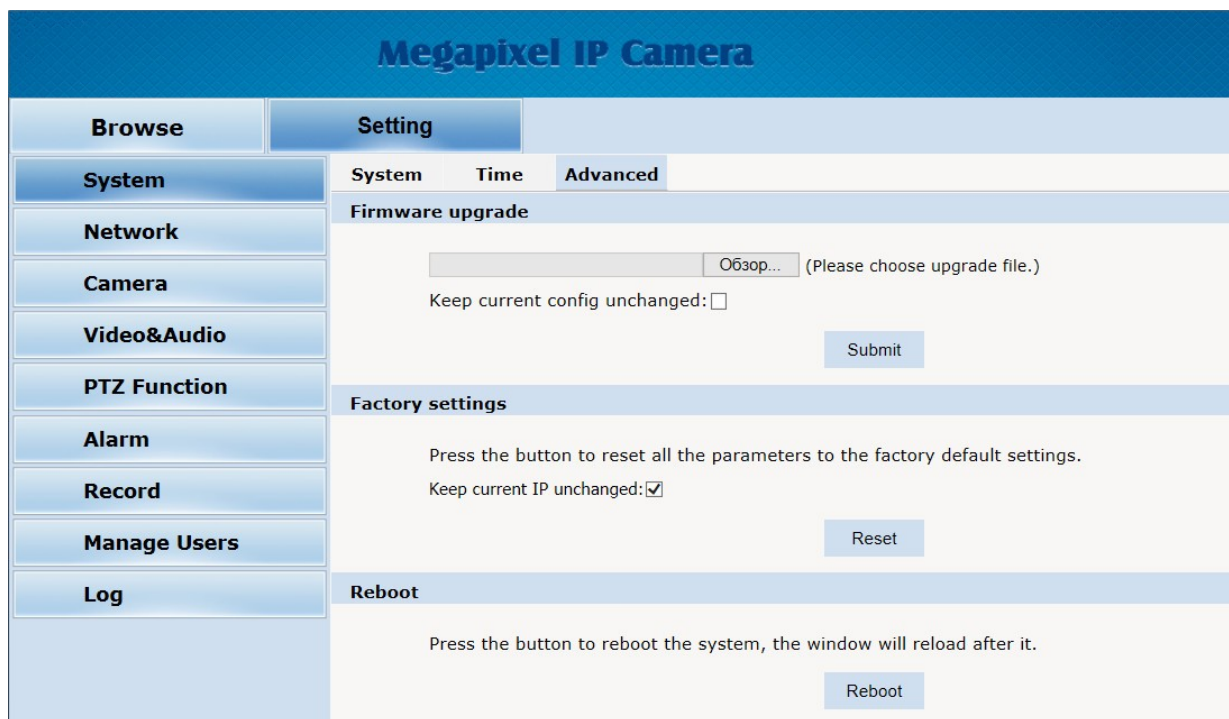 Megapixel IP Camera
Browse
Setting
System
Network
Camera
Video&Audio
PTZ Function
Alarm
Record
Manage Users
Log
System Time Advanced
Firmware upgrade
Обзор... (Please choose upgrade file.)
Keep current config unchanged:
Submit
Factory settings
Press the button to reset all the parameters to the factory default settings.
Keep current IP unchanged:
Reset
Reboot
Press the button to reboot the system, the window will reload after it.
Reboot